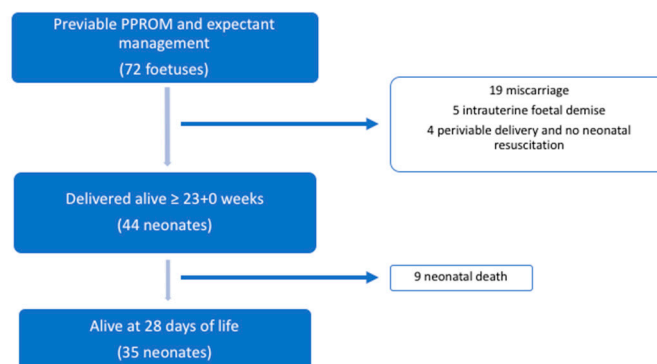 Previable PPROM and expectant
management
(72 foetuses)
19 miscarriage
5 intrauterine foetal demise
4 periviable delivery and no neonatal
resuscitation
Delivered alive ≥ 23+0 weeks
(44 neonates)
9 neonatal death
Alive at 28 days of life
(35 neonates)